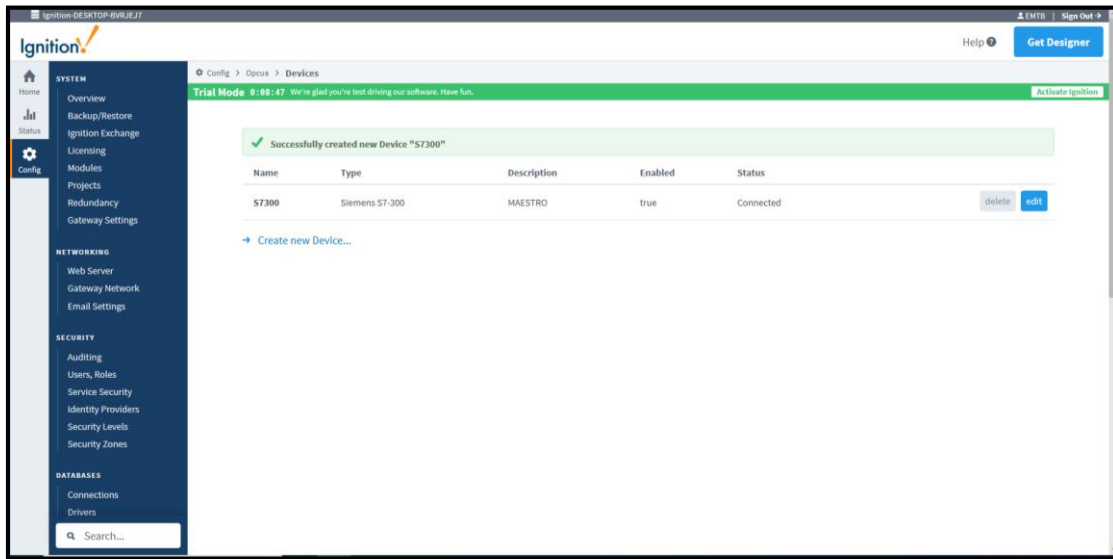 Ignition-DESKTOP-BVRJEJ7
EMTB | Sign Out
Ignition!
Help
Get Designer
Home
Status
Config
SYSTEM
Overview
Backup/Restore
Ignition Exchange
Licensing
Modules
Projects
Redundancy
Gateway Settings
NETWORKING
Web Server
Gateway Network
Email Settings
SECURITY
Auditing
Users, Roles
Service Security
Identity Providers
Security Levels
Security Zones
DATABASES
Connections
Drivers
Search...
Config > Opcua > Devices
Trial Mode 0:08:47 We're glad you're test driving our software. Have fun.
Activate Ignition
Successfully created new Device "S7300"
Name Type Description Enabled Status
S7300 Siemens S7-300 MAESTRO true Connected delete edit
Create new Device...